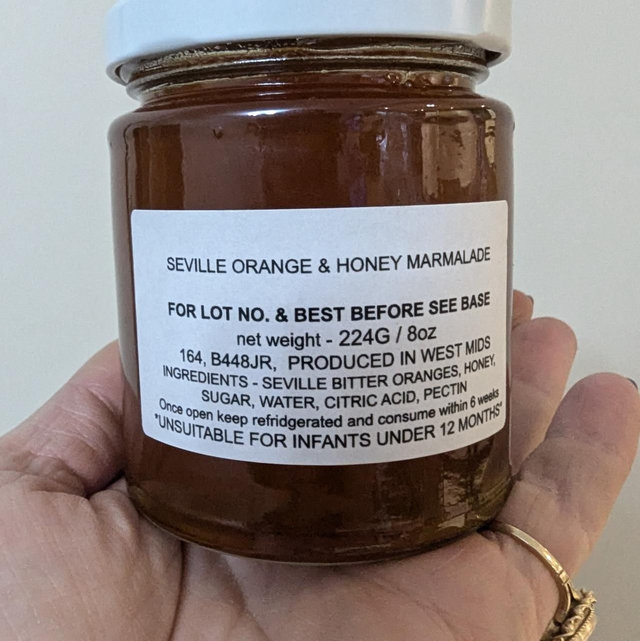 SEVILLE ORANGE & HONEY MARMALADE
FOR LOT NO. & BEST BEFORE SEE BASE
net weight - 224G / 8oz
164, B448JR, PRODUCED IN WEST MIDS
INGREDIENTS - SEVILLE BITTER ORANGES, HONEY,
SUGAR, WATER, CITRIC ACID, PECTIN
Once open keep refridgerated and consume within 6 weeks
*UNSUITABLE FOR INFANTS UNDER 12 MONTHS*